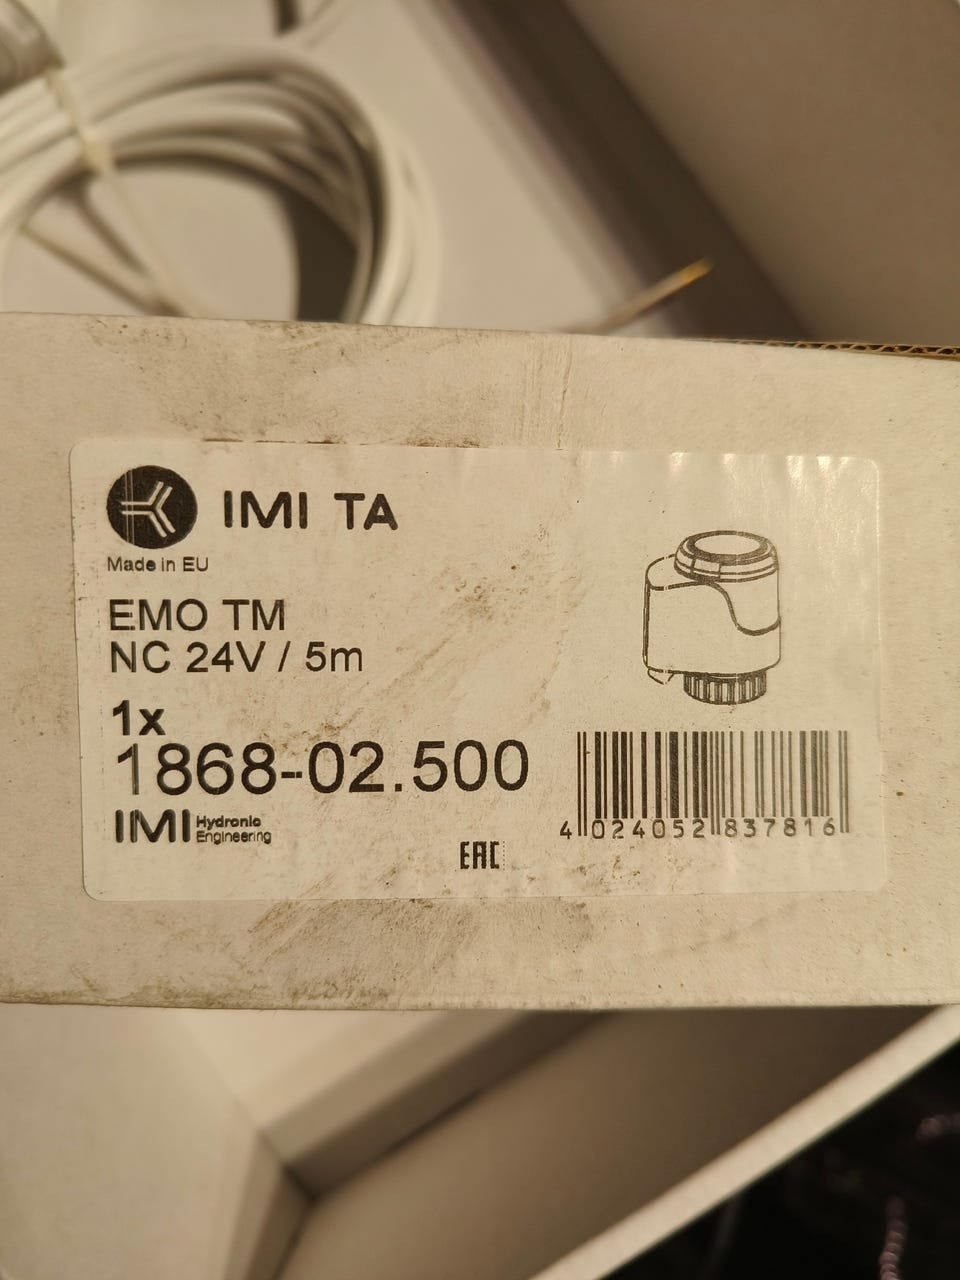 IMI TA
Made in EU
EMO TM
NC 24V / 5m
1x
1868-02.500
IMI Hydronic
Engineering
4 024052 837816
EAC